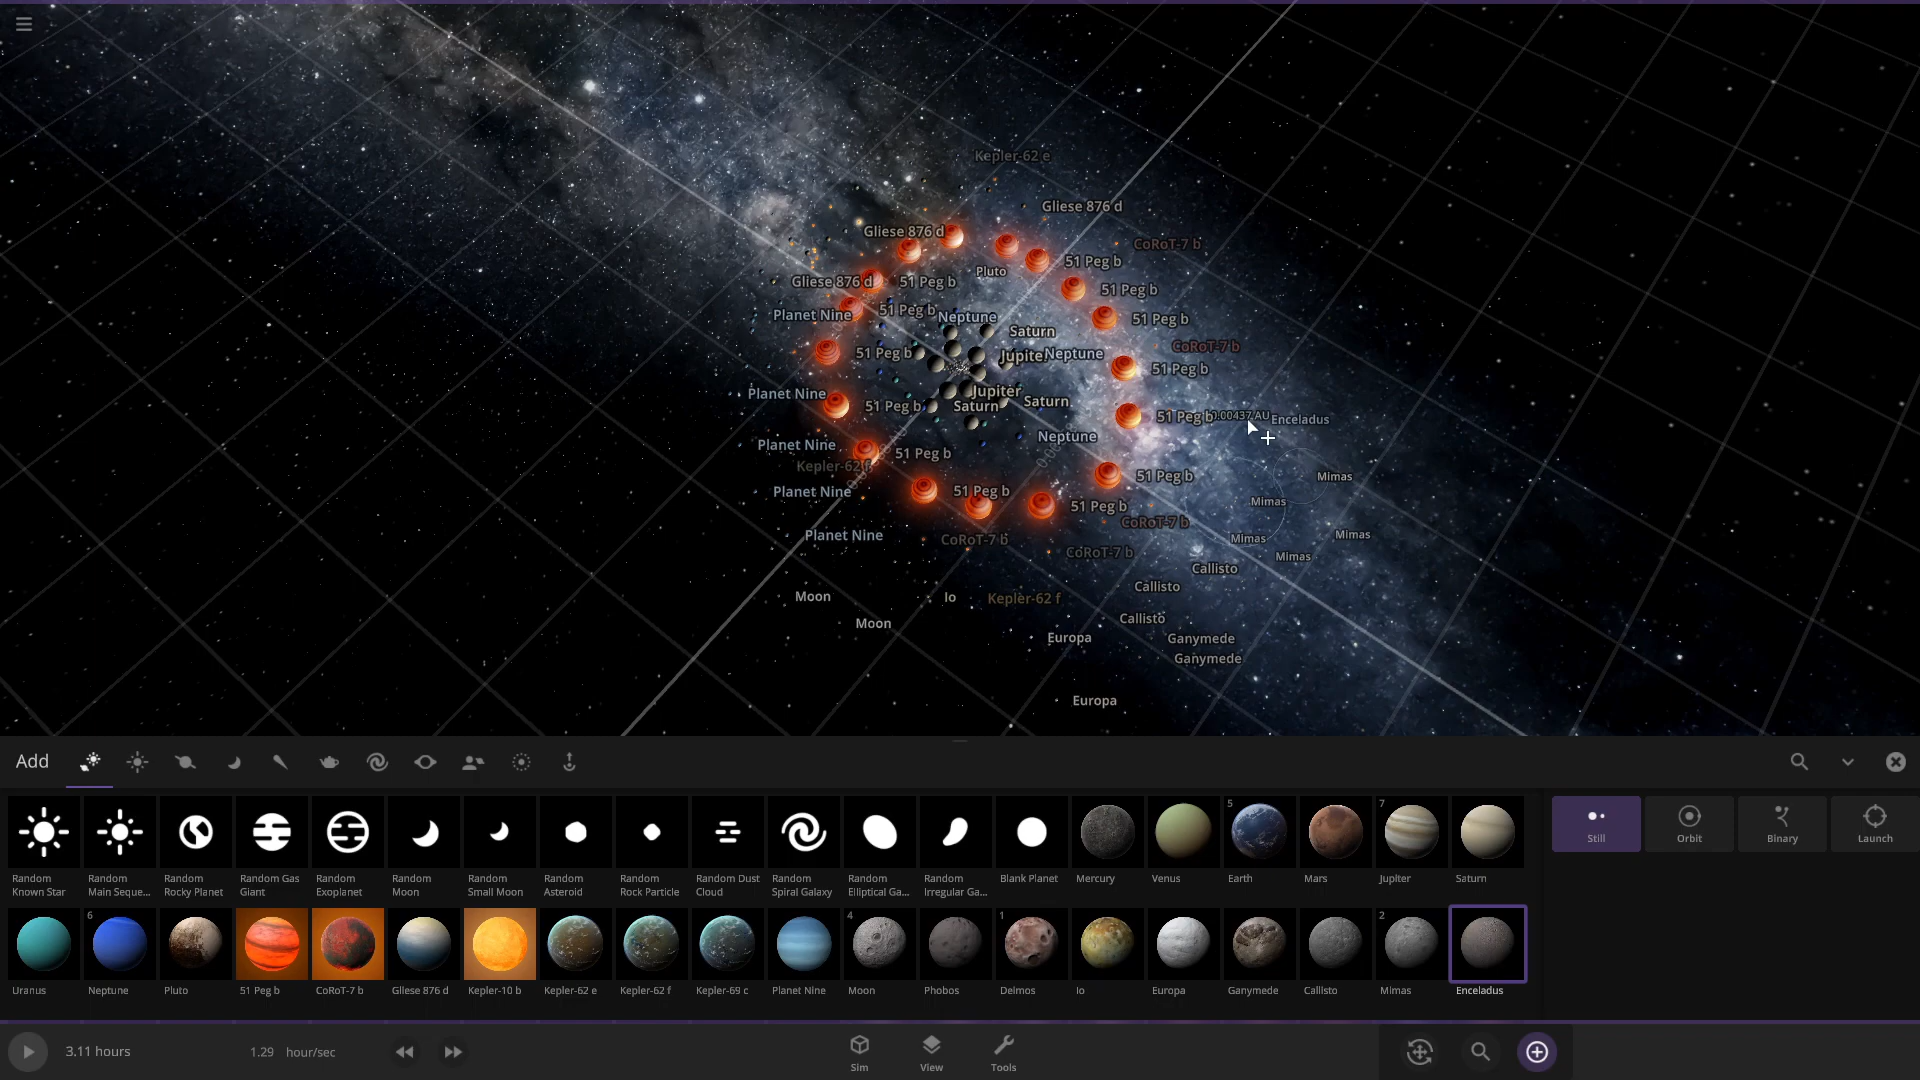 Kepler-62 e
Gliese 876 d
Gliese 876 d
CoRoT-7 b
51 Peg b
Pluto
Gliese 876 d
51 Peg b
51 Peg b
Planet Nine
51 Peg b
Neptune
51 Peg b
Saturn
CoRoT-7 b
51 Peg b
Jupite
Neptune
51 Peg b
Planet Nine
Jupiter
51 Peg b
Saturn
Saturn
51 Peg b
0.00437 AU
Enceladus
Neptune
Planet Nine
51 Peg b
Kepler-62 f
51 Peg b
Mimas
Planet Nine
51 Peg b
Mimas
51 Peg b
CoRoT-7 b
Planet Nine
CoRoT-7 b
Mimas
Mimas
CoRoT-7 b
Mimas
Callisto
Callisto
Moon
Io
Kepler-62 f
Callisto
Moon
Europa
Ganymede
Ganymede
Europa
Add
5
7
Random
Known Star
Random
Main Seque...
Random
Rocky Planet
Random Gas
Giant
Random
Exoplanet
Random
Moon
Random
Small Moon
Random
Asteroid
Random
Rock Particle
Random Dust
Cloud
Random
Spiral Galaxy
Random
Elliptical Ga...
Random
Irregular Ga...
Blank Planet
Mercury
Venus
Earth
Mars
Jupiter
Saturn
Still
Orbit
Binary
Launch
6
4
1
2
Uranus
Neptune
Pluto
51 Peg b
CoRoT-7 b
Gliese 876 d
Kepler-10 b
Kepler-62 e
Kepler-62 f
Kepler-69 c
Planet Nine
Moon
Phobos
Deimos
Io
Europa
Ganymede
Callisto
Mimas
Enceladus
3.11 hours
1.29 hour/sec
Sim
View
Tools